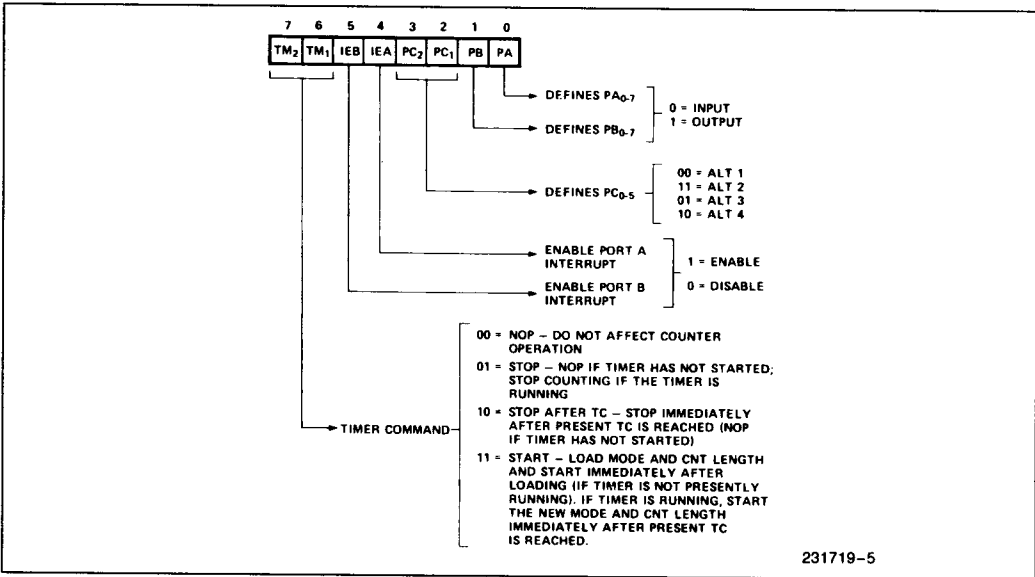 7 6 5 4 3 2 1 0
TM₂ TM₁ IEB IEA PC₂ PC₁ PB PA
DEFINES PA₀₋₇
DEFINES PB₀₋₇
0 = INPUT
1 = OUTPUT
DEFINES PC₀₋₅
00 = ALT 1
11 = ALT 2
01 = ALT 3
10 = ALT 4
ENABLE PORT A
INTERRUPT
ENABLE PORT B
INTERRUPT
1 = ENABLE
0 = DISABLE
TIMER COMMAND
00 = NOP – DO NOT AFFECT COUNTER
OPERATION
01 = STOP – NOP IF TIMER HAS NOT STARTED;
STOP COUNTING IF THE TIMER IS
RUNNING
10 = STOP AFTER TC – STOP IMMEDIATELY
AFTER PRESENT TC IS REACHED (NOP
IF TIMER HAS NOT STARTED)
11 = START – LOAD MODE AND CNT LENGTH
AND START IMMEDIATELY AFTER
LOADING (IF TIMER IS NOT PRESENTLY
RUNNING). IF TIMER IS RUNNING, START
THE NEW MODE AND CNT LENGTH
IMMEDIATELY AFTER PRESENT TC
IS REACHED.
231719–5